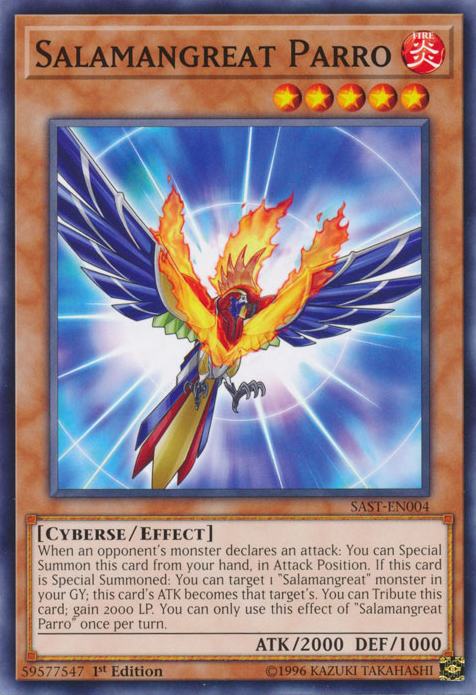 SALAMANGREAT PARRO
FIRE
炎
SAST-EN004
[CYBERSE/EFFECT]
When an opponent's monster declares an attack: You can Special
Summon this card from your hand, in Attack Position. If this card
is Special Summoned: You can target 1 "Salamangreat" monster in
your GY; this card's ATK becomes that target's. You can Tribute this
card; gain 2000 LP. You can only use this effect of "Salamangreat
Parro" once per turn.
ATK/2000 DEF/1000
59577547 1st Edition ©1996 KAZUKI TAKAHASHI